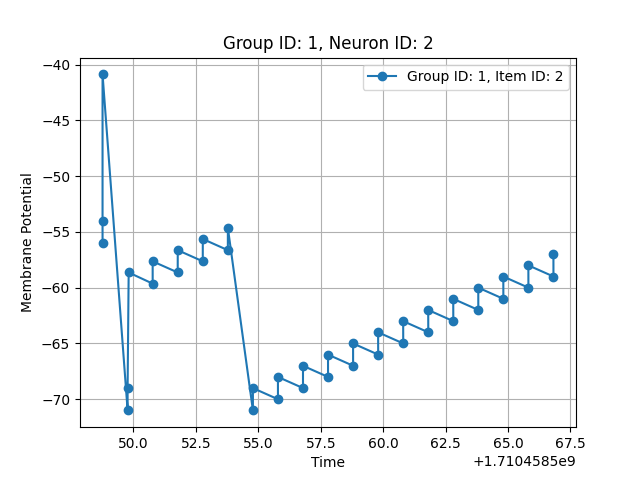 Group ID: 1, Neuron ID: 2
Group ID: 1, Item ID: 2
Membrane Potential
−40
−45
−50
−55
−60
−65
−70
50.0 52.5 55.0 57.5 60.0 62.5 65.0 67.5
Time
+1.7104585e9